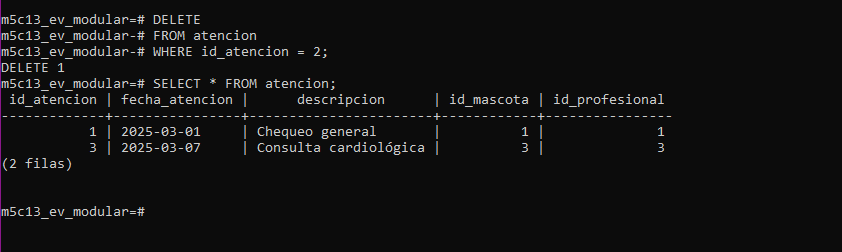 m5c13_ev_modular=# DELETE
m5c13_ev_modular-# FROM atencion
m5c13_ev_modular-# WHERE id_atencion = 2;
DELETE 1
m5c13_ev_modular=# SELECT * FROM atencion;
 id_atencion | fecha_atencion |      descripcion      | id_mascota | id_profesional
-------------+----------------+-----------------------+------------+----------------
           1 | 2025-03-01     | Chequeo general       |          1 |              1
           3 | 2025-03-07     | Consulta cardiológica |          3 |              3
(2 filas)
m5c13_ev_modular=#